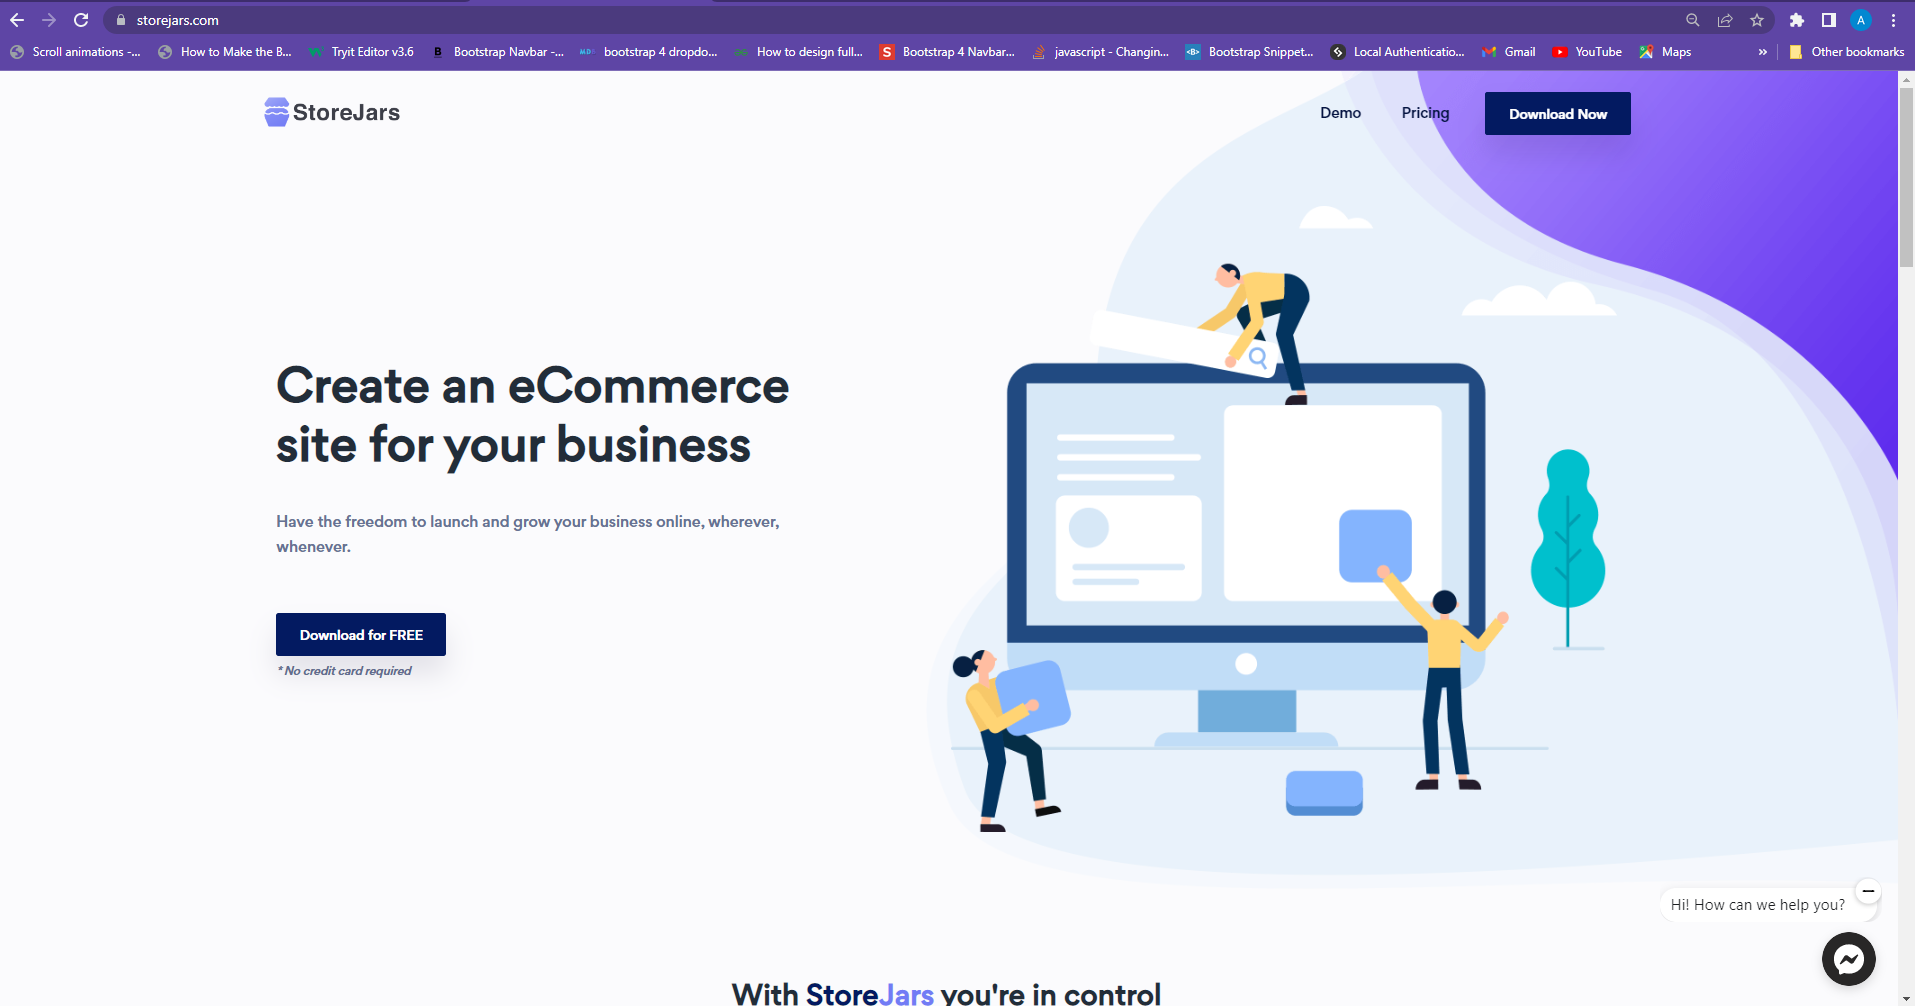 storejars.com
A
Scroll animations -...
How to Make the B...
Tryit Editor v3.6
B
Bootstrap Navbar -...
MD
bootstrap 4 dropdo...
How to design full...
S
Bootstrap 4 Navbar...
javascript - Changin...
<B>
Bootstrap Snippet...
Local Authenticatio...
Gmail
YouTube
Maps
»
Other bookmarks
StoreJars
Demo
Pricing
Download Now
Create an eCommerce
site for your business
Have the freedom to launch and grow your business online, wherever,
whenever.
Download for FREE
* No credit card required
Hi! How can we help you?
With StoreJars you're in control